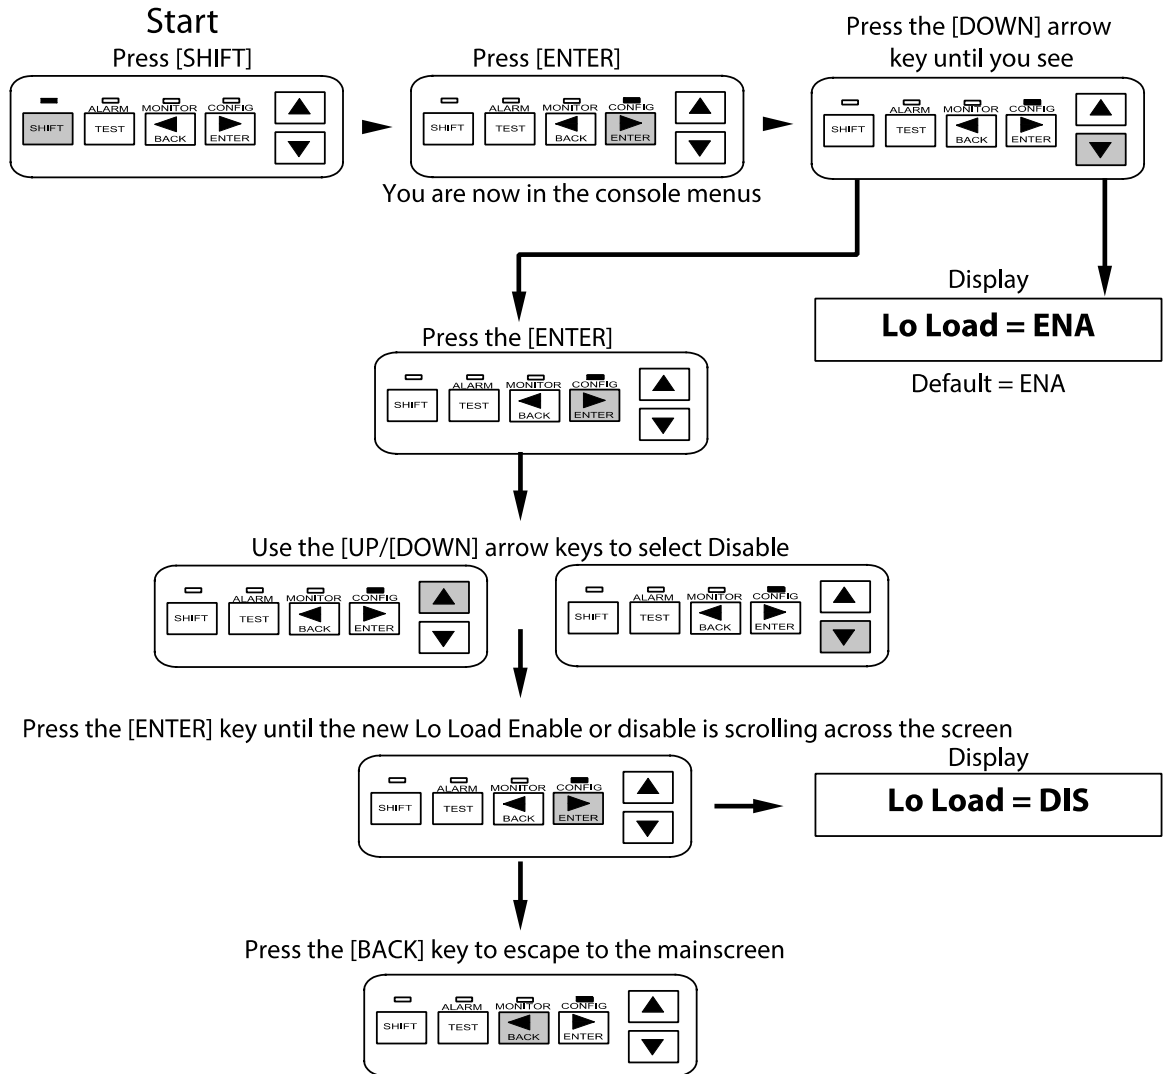 Start
Press [SHIFT]
ALARM MONITOR CONFIG
SHIFT TEST BACK ENTER
Press [ENTER]
ALARM MONITOR CONFIG
SHIFT TEST BACK ENTER
You are now in the console menus
Press the [DOWN] arrow
key until you see
ALARM MONITOR CONFIG
SHIFT TEST BACK ENTER
Display
Lo Load = ENA
Default = ENA
Press the [ENTER]
ALARM MONITOR CONFIG
SHIFT TEST BACK ENTER
Use the [UP/[DOWN] arrow keys to select Disable
ALARM MONITOR CONFIG
SHIFT TEST BACK ENTER
ALARM MONITOR CONFIG
SHIFT TEST BACK ENTER
Press the [ENTER] key until the new Lo Load Enable or disable is scrolling across the screen
ALARM MONITOR CONFIG
SHIFT TEST BACK ENTER
Display
Lo Load = DIS
Press the [BACK] key to escape to the mainscreen
ALARM MONITOR CONFIG
SHIFT TEST BACK ENTER